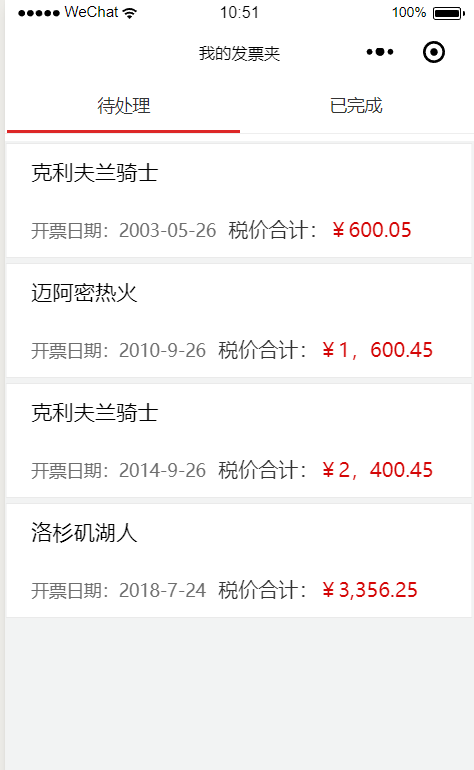 WeChat 10:51 100%
我的发票夹
待处理 已完成
克利夫兰骑士
开票日期：2003-05-26 税价合计：￥600.05
迈阿密热火
开票日期：2010-9-26 税价合计：￥1，600.45
克利夫兰骑士
开票日期：2014-9-26 税价合计：￥2，400.45
洛杉矶湖人
开票日期：2018-7-24 税价合计：￥3,356.25